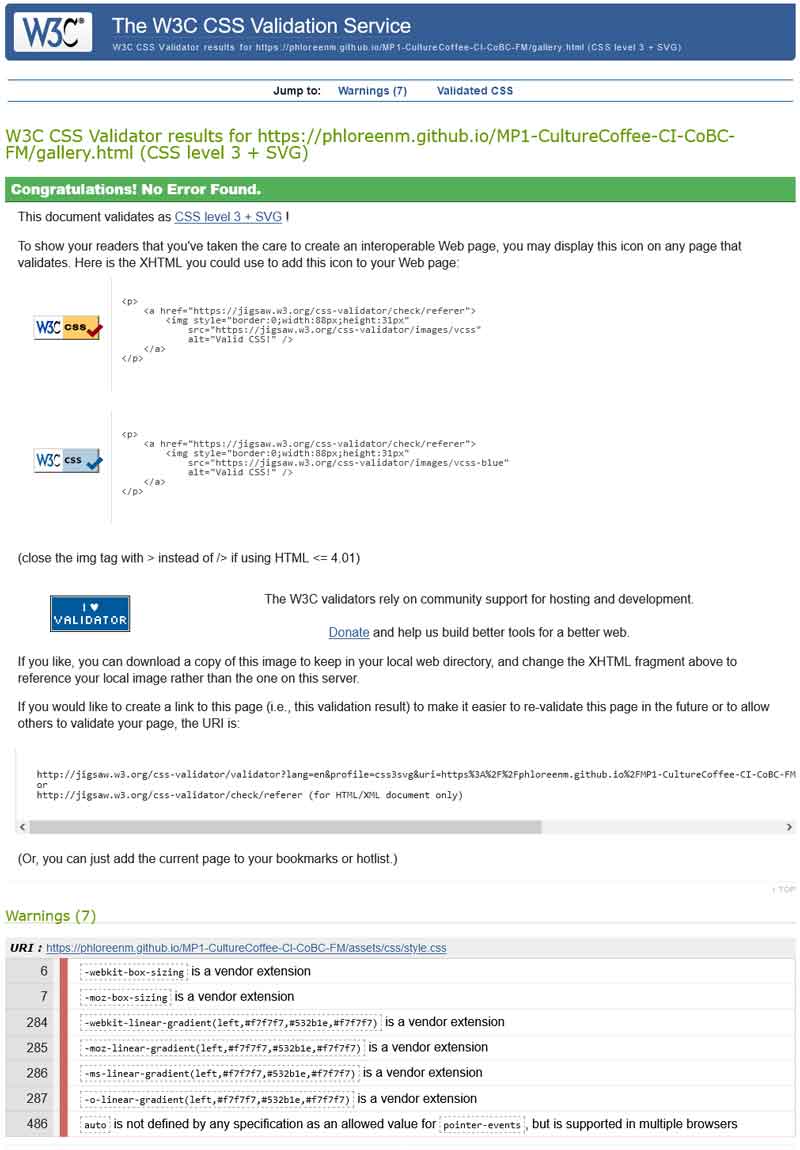 W3C®
The W3C CSS Validation Service
W3C CSS Validator results for https://phloreenm.github.io/MP1-CultureCoffee-CI-CoBC-FM/gallery.html (CSS level 3 + SVG)
Jump to: Warnings (7) Validated CSS
W3C CSS Validator results for https://phloreenm.github.io/MP1-CultureCoffee-CI-CoBC-
FM/gallery.html (CSS level 3 + SVG)
Congratulations! No Error Found.
This document validates as CSS level 3 + SVG !
To show your readers that you've taken the care to create an interoperable Web page, you may display this icon on any page that
validates. Here is the XHTML you could use to add this icon to your Web page:
W3C css
<p>
<a href="https://jigsaw.w3.org/css-validator/check/referer">
<img style="border:0;width:88px;height:31px"
src="https://jigsaw.w3.org/css-validator/images/vcss"
alt="Valid CSS!" />
</a>
</p>
W3C css
<p>
<a href="https://jigsaw.w3.org/css-validator/check/referer">
<img style="border:0;width:88px;height:31px"
src="https://jigsaw.w3.org/css-validator/images/vcss-blue"
alt="Valid CSS!" />
</a>
</p>
(close the img tag with > instead of /> if using HTML <= 4.01)
I ♥
VALIDATOR
The W3C validators rely on community support for hosting and development.
Donate and help us build better tools for a better web.
If you like, you can download a copy of this image to keep in your local web directory, and change the XHTML fragment above to
reference your local image rather than the one on this server.
If you would like to create a link to this page (i.e., this validation result) to make it easier to re-validate this page in the future or to allow
others to validate your page, the URI is:
http://jigsaw.w3.org/css-validator/validator?lang=en&profile=css3svg&uri=https%3A%2F%2Fphloreenm.github.io%2FMP1-CultureCoffee-CI-CoBC-FM
or
http://jigsaw.w3.org/css-validator/check/referer (for HTML/XML document only)
(Or, you can just add the current page to your bookmarks or hotlist.)
↑ TOP
Warnings (7)
URI : https://phloreenm.github.io/MP1-CultureCoffee-CI-CoBC-FM/assets/css/style.css
6 -webkit-box-sizing is a vendor extension
7 -moz-box-sizing is a vendor extension
284 -webkit-linear-gradient(left,#f7f7f7,#532b1e,#f7f7f7) is a vendor extension
285 -moz-linear-gradient(left,#f7f7f7,#532b1e,#f7f7f7) is a vendor extension
286 -ms-linear-gradient(left,#f7f7f7,#532b1e,#f7f7f7) is a vendor extension
287 -o-linear-gradient(left,#f7f7f7,#532b1e,#f7f7f7) is a vendor extension
486 auto is not defined by any specification as an allowed value for pointer-events, but is supported in multiple browsers